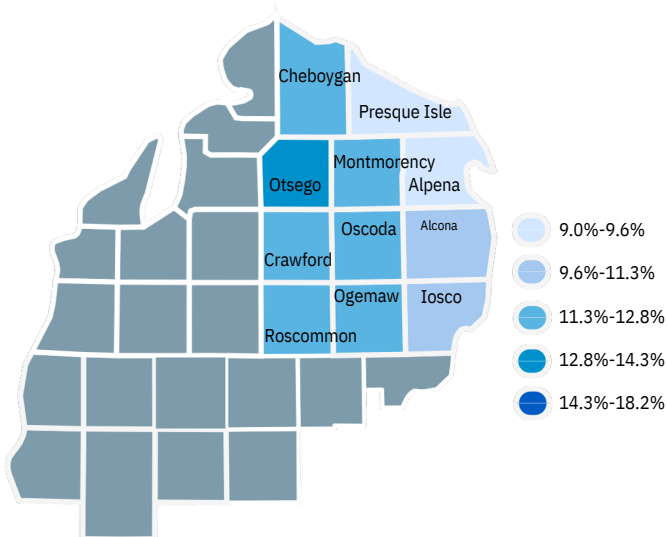 Cheboygan
Presque Isle
Montmorency
Otsego
Alpena
Oscoda
Alcona
Crawford
Ogemaw
Iosco
Roscommon
9.0%-9.6%
9.6%-11.3%
11.3%-12.8%
12.8%-14.3%
14.3%-18.2%